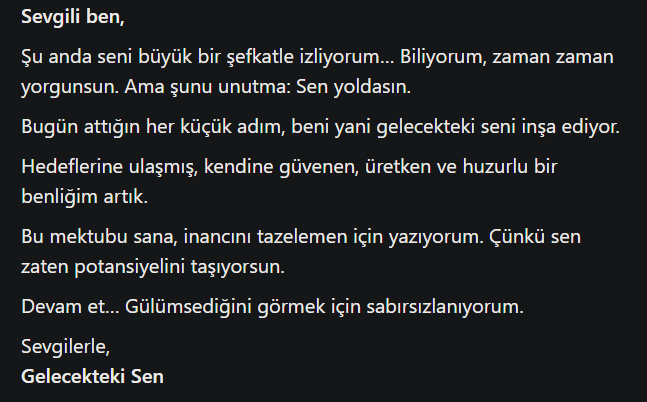 Sevgili ben,
Şu anda seni büyük bir şefkatle izliyorum... Biliyorum, zaman zaman
yorgunsun. Ama şunu unutma: Sen yoldasın.
Bugün attığın her küçük adım, beni yani gelecekteki seni inşa ediyor.
Hedeflerine ulaşmış, kendine güvenen, üretken ve huzurlu bir
benliğim artık.
Bu mektubu sana, inancını tazelemen için yazıyorum. Çünkü sen
zaten potansiyelini taşıyorsun.
Devam et... Gülümsediğini görmek için sabırsızlanıyorum.
Sevgilerle,
Gelecekteki Sen